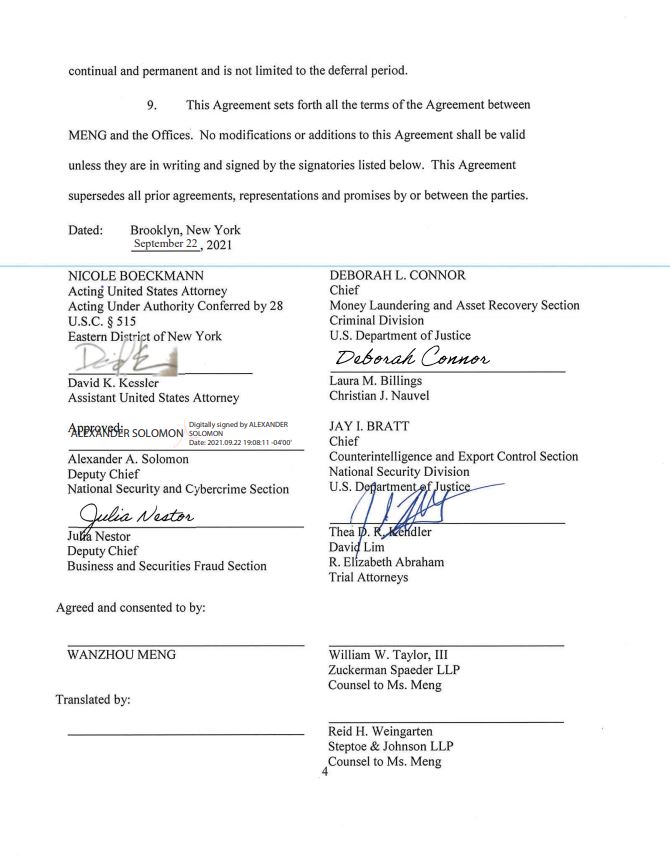 continual and permanent and is not limited to the deferral period.
9. This Agreement sets forth all the terms of the Agreement between
MENG and the Offices. No modifications or additions to this Agreement shall be valid
unless they are in writing and signed by the signatories listed below. This Agreement
supersedes all prior agreements, representations and promises by or between the parties.
Dated: Brooklyn, New York
September 22, 2021
NICOLE BOECKMANN
Acting United States Attorney
Acting Under Authority Conferred by 28
U.S.C. § 515
Eastern District of New York
David K. Kessler
Assistant United States Attorney
Approved:
ALEXANDER SOLOMON
Digitally signed by ALEXANDER
SOLOMON
Date: 2021.09.22 19:08:11 -04'00'
Alexander A. Solomon
Deputy Chief
National Security and Cybercrime Section
Julia Nestor
Julia Nestor
Deputy Chief
Business and Securities Fraud Section
DEBORAH L. CONNOR
Chief
Money Laundering and Asset Recovery Section
Criminal Division
U.S. Department of Justice
Deborah Connor
Laura M. Billings
Christian J. Nauvel
JAY I. BRATT
Chief
Counterintelligence and Export Control Section
National Security Division
U.S. Department of Justice
Thea D. R. Kendler
David Lim
R. Elizabeth Abraham
Trial Attorneys
Agreed and consented to by:
WANZHOU MENG
Translated by:
William W. Taylor, III
Zuckerman Spaeder LLP
Counsel to Ms. Meng
Reid H. Weingarten
Steptoe & Johnson LLP
Counsel to Ms. Meng
4